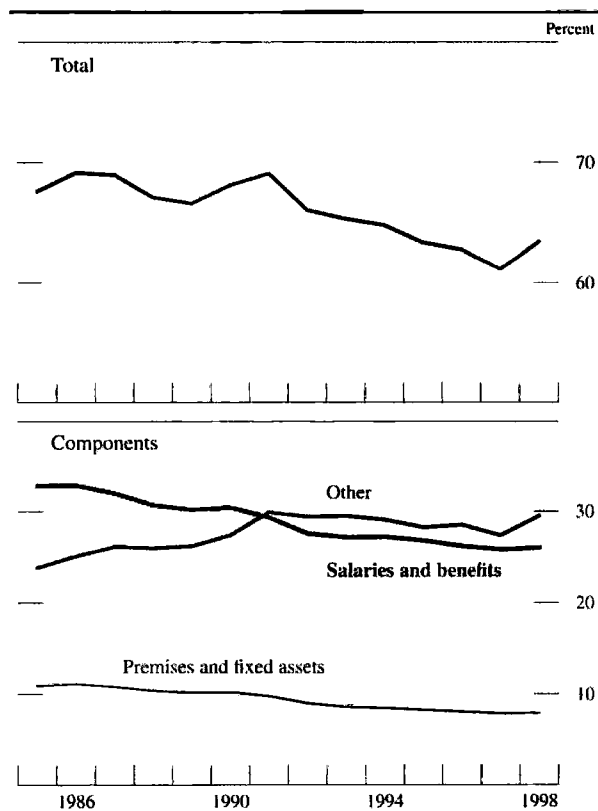 Percent
Total
70
60
Components
Other
30
Salaries and benefits
20
Premises and fixed assets
10
1986 1990 1994 1998